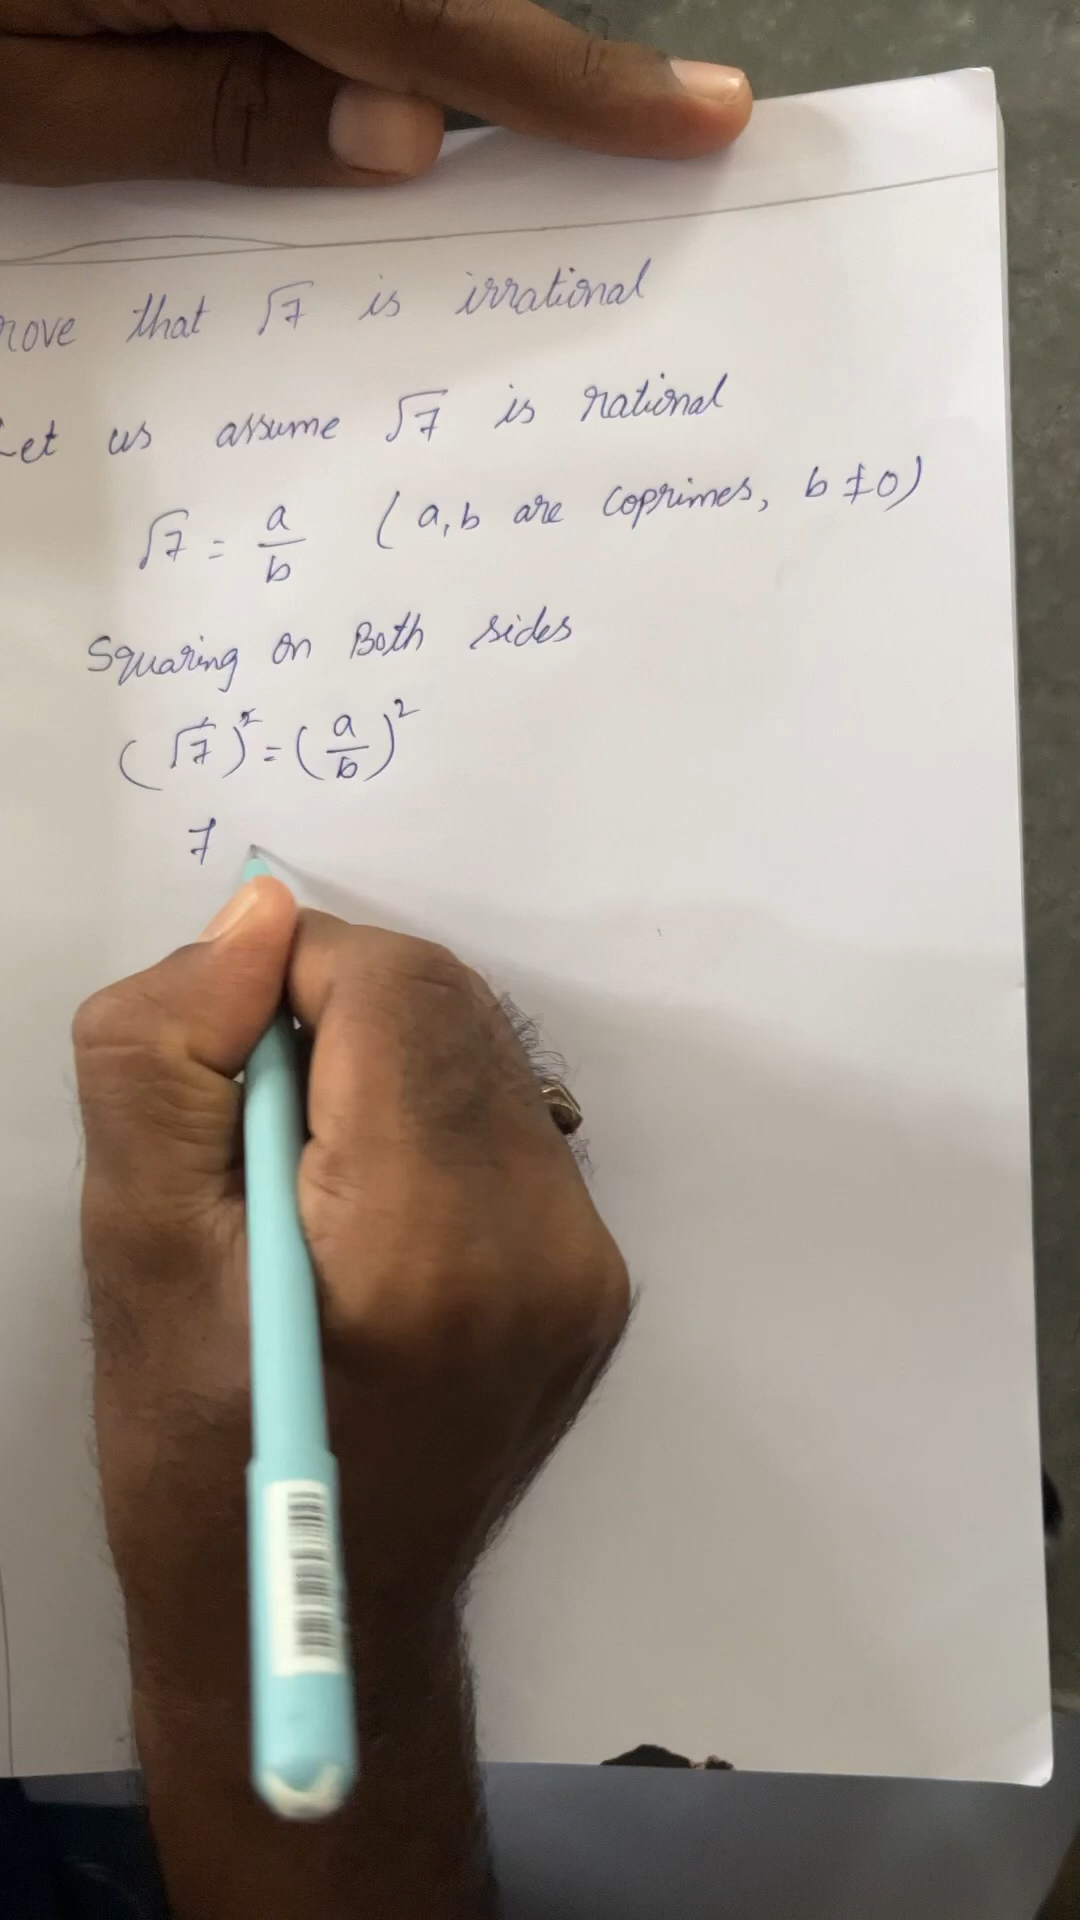 rove that √7 is irrational
Let us assume √7 is rational
√7 = a/b (a, b are coprimes, b ≠ 0)
Squaring on Both sides
(√7)² = (a/b)²
7